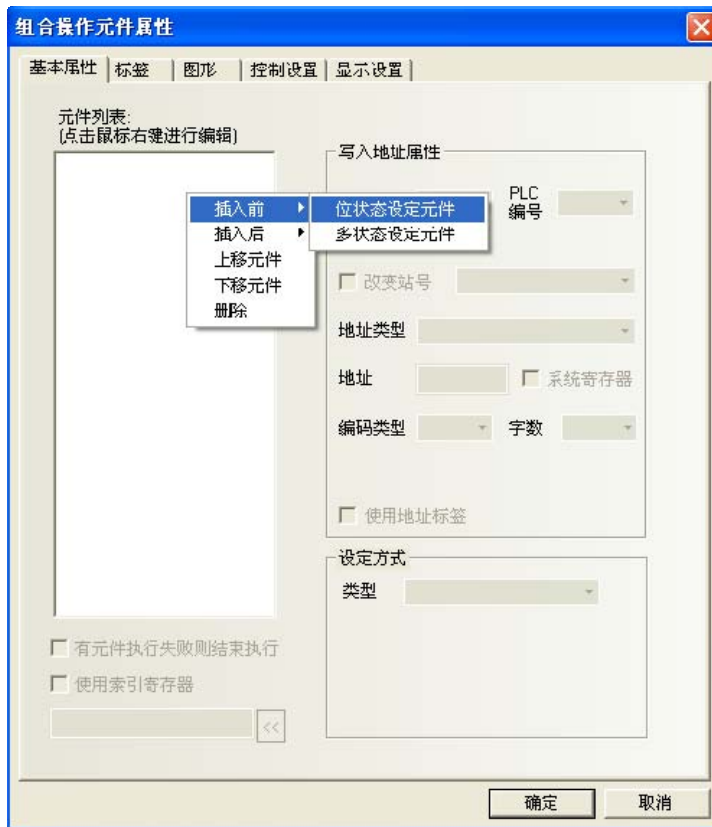 组合操作元件属性
基本属性 标签 图形 控制设置 显示设置
元件列表:
(点击鼠标右键进行编辑)
插入前
插入后
上移元件
下移元件
删除
位状态设定元件
多状态设定元件
写入地址属性
PLC
编号
改变站号
地址类型
地址
系统寄存器
编码类型 字数
使用地址标签
设定方式
类型
有元件执行失败则结束执行
使用索引寄存器
<<
确定 取消